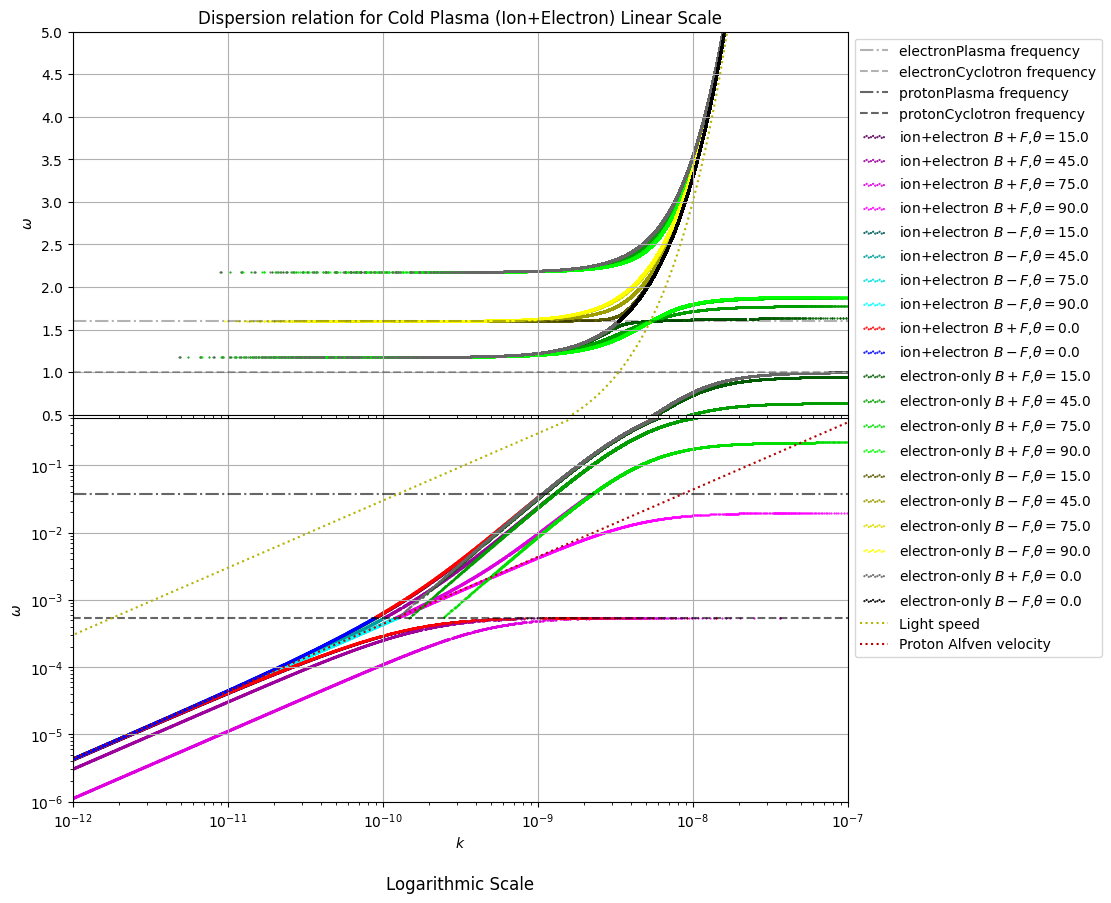 Dispersion relation for Cold Plasma (Ion+Electron) Linear Scale
5.0
4.5
4.0
3.5
3.0
2.5
2.0
1.5
1.0
0.5
ω
10⁻¹
10⁻²
10⁻³
10⁻⁴
10⁻⁵
10⁻⁶
ω
10⁻¹² 10⁻¹¹ 10⁻¹⁰ 10⁻⁹ 10⁻⁸ 10⁻⁷
k
Logarithmic Scale
electronPlasma frequency
electronCyclotron frequency
protonPlasma frequency
protonCyclotron frequency
ion+electron B + F,θ = 15.0
ion+electron B + F,θ = 45.0
ion+electron B + F,θ = 75.0
ion+electron B + F,θ = 90.0
ion+electron B − F,θ = 15.0
ion+electron B − F,θ = 45.0
ion+electron B − F,θ = 75.0
ion+electron B − F,θ = 90.0
ion+electron B + F,θ = 0.0
ion+electron B − F,θ = 0.0
electron-only B + F,θ = 15.0
electron-only B + F,θ = 45.0
electron-only B + F,θ = 75.0
electron-only B + F,θ = 90.0
electron-only B − F,θ = 15.0
electron-only B − F,θ = 45.0
electron-only B − F,θ = 75.0
electron-only B − F,θ = 90.0
electron-only B + F,θ = 0.0
electron-only B − F,θ = 0.0
Light speed
Proton Alfven velocity